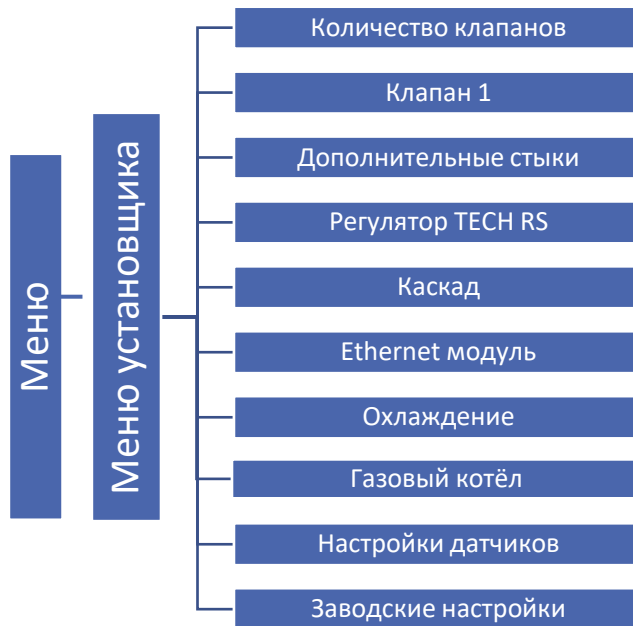 Меню
Меню установщика
Количество клапанов
Клапан 1
Дополнительные стыки
Регулятор TECH RS
Каскад
Ethernet модуль
Охлаждение
Газовый котёл
Настройки датчиков
Заводские настройки